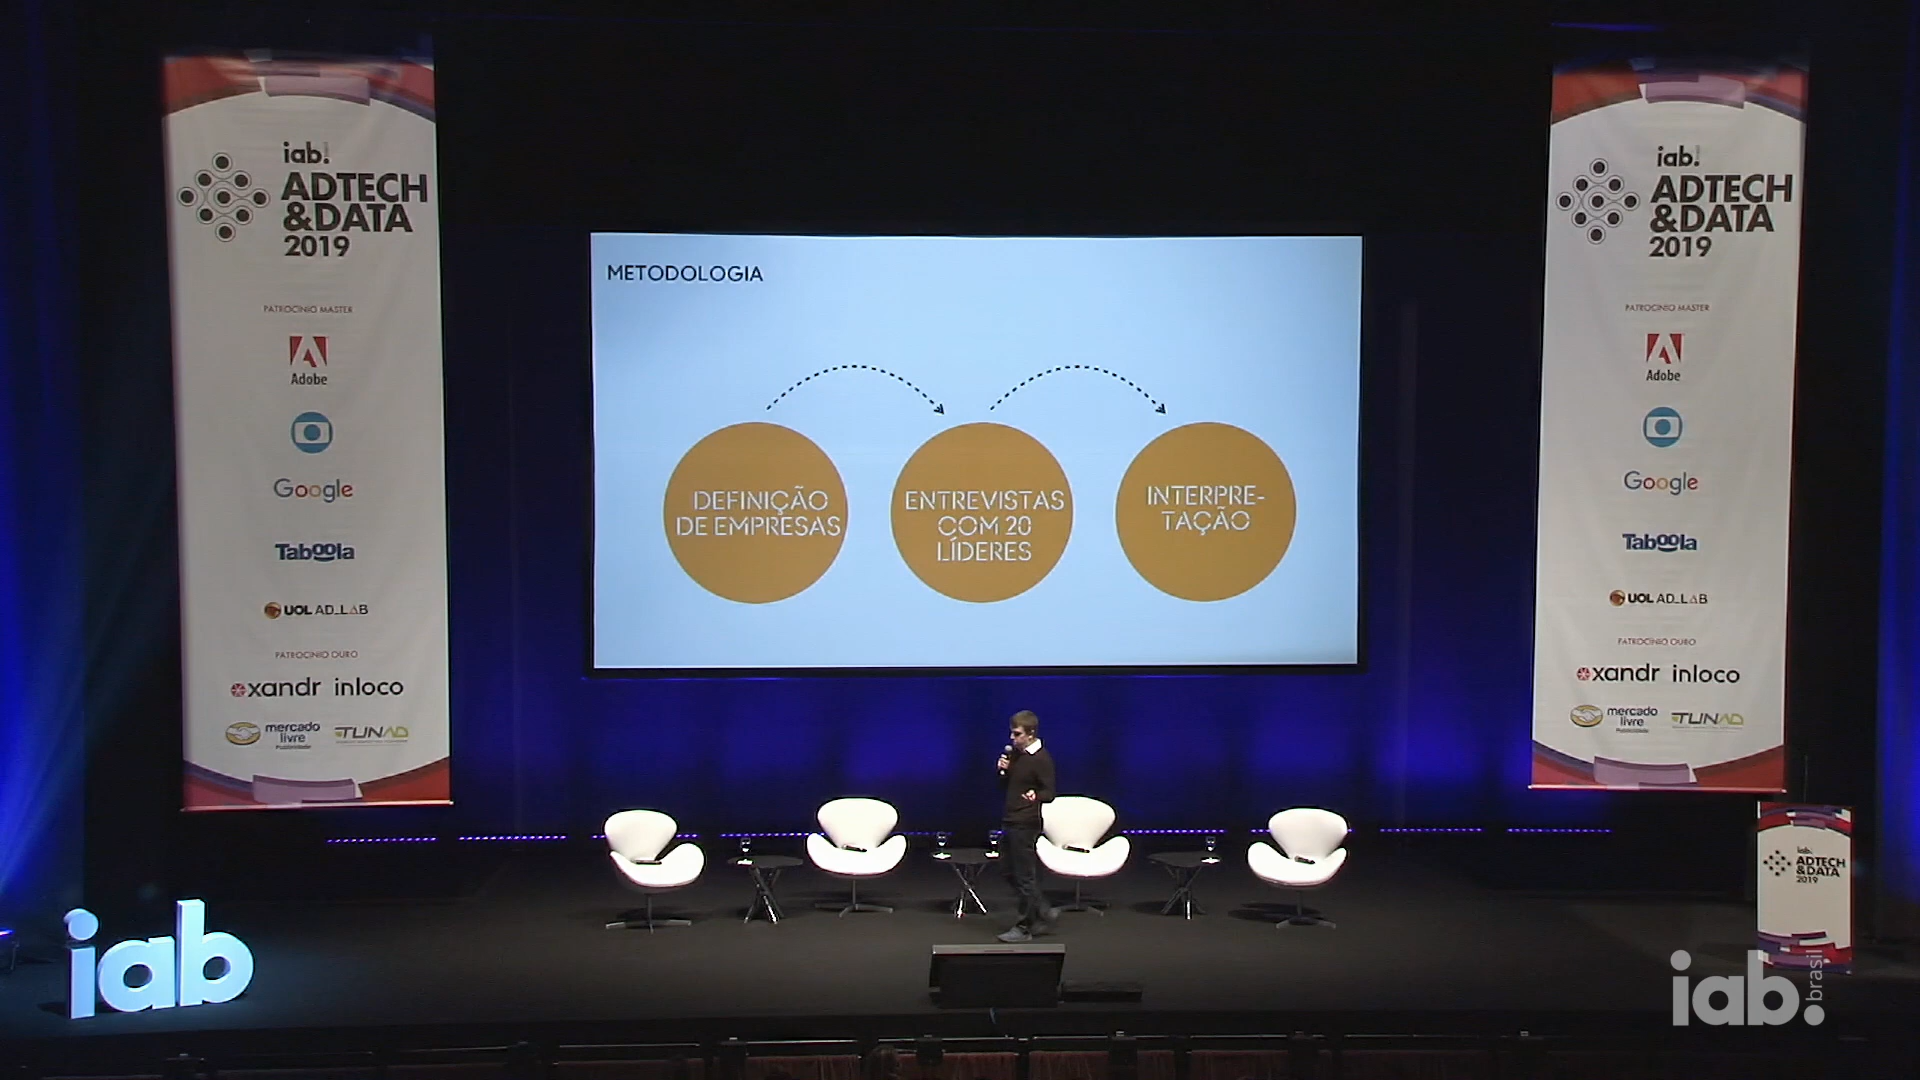 iab.
ADTECH
&DATA
2019
PATROCÍNIO MASTER
Adobe
Google
Taboola
UOL AD_LAB
PATROCÍNIO OURO
xandr inloco
mercado
livre
Publicidade
TUNAD
METODOLOGIA
DEFINIÇÃO
DE EMPRESAS
ENTREVISTAS
COM 20
LÍDERES
INTERPRE-
TAÇÃO
iab.
ADTECH
&DATA
2019
PATROCÍNIO MASTER
Adobe
Google
Taboola
UOL AD_LAB
PATROCÍNIO OURO
xandr inloco
mercado
livre
Publicidade
TUNAD
iab.
ADTECH
&DATA
2019
iab
iab.
brasil